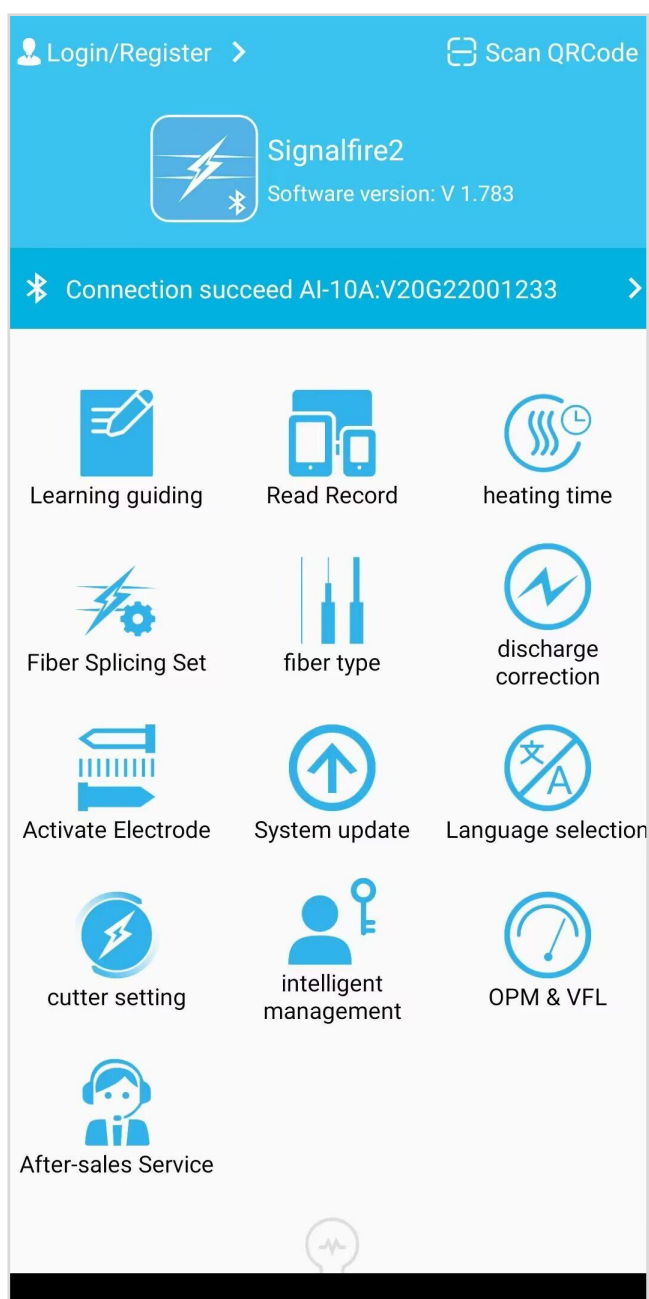 Login/Register
Scan QRCode
Signalfire2
Software version: V 1.783
Connection succeed AI-10A:V20G22001233
Learning guiding
Read Record
heating time
Fiber Splicing Set
fiber type
discharge
correction
Activate Electrode
System update
Language selection
文 A
cutter setting
intelligent
management
OPM & VFL
After-sales Service